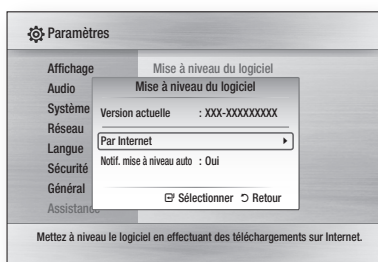 Paramètres
Affichage
Mise à niveau du logiciel
Audio
Mise à niveau du logiciel
Système
Version actuelle : XXX-XXXXXXXXX
Réseau
Par Internet
Langue
Notif. mise à niveau auto : Oui
Sécurité
Général
Sélectionner Retour
Assistance
Mettez à niveau le logiciel en effectuant des téléchargements sur Internet.